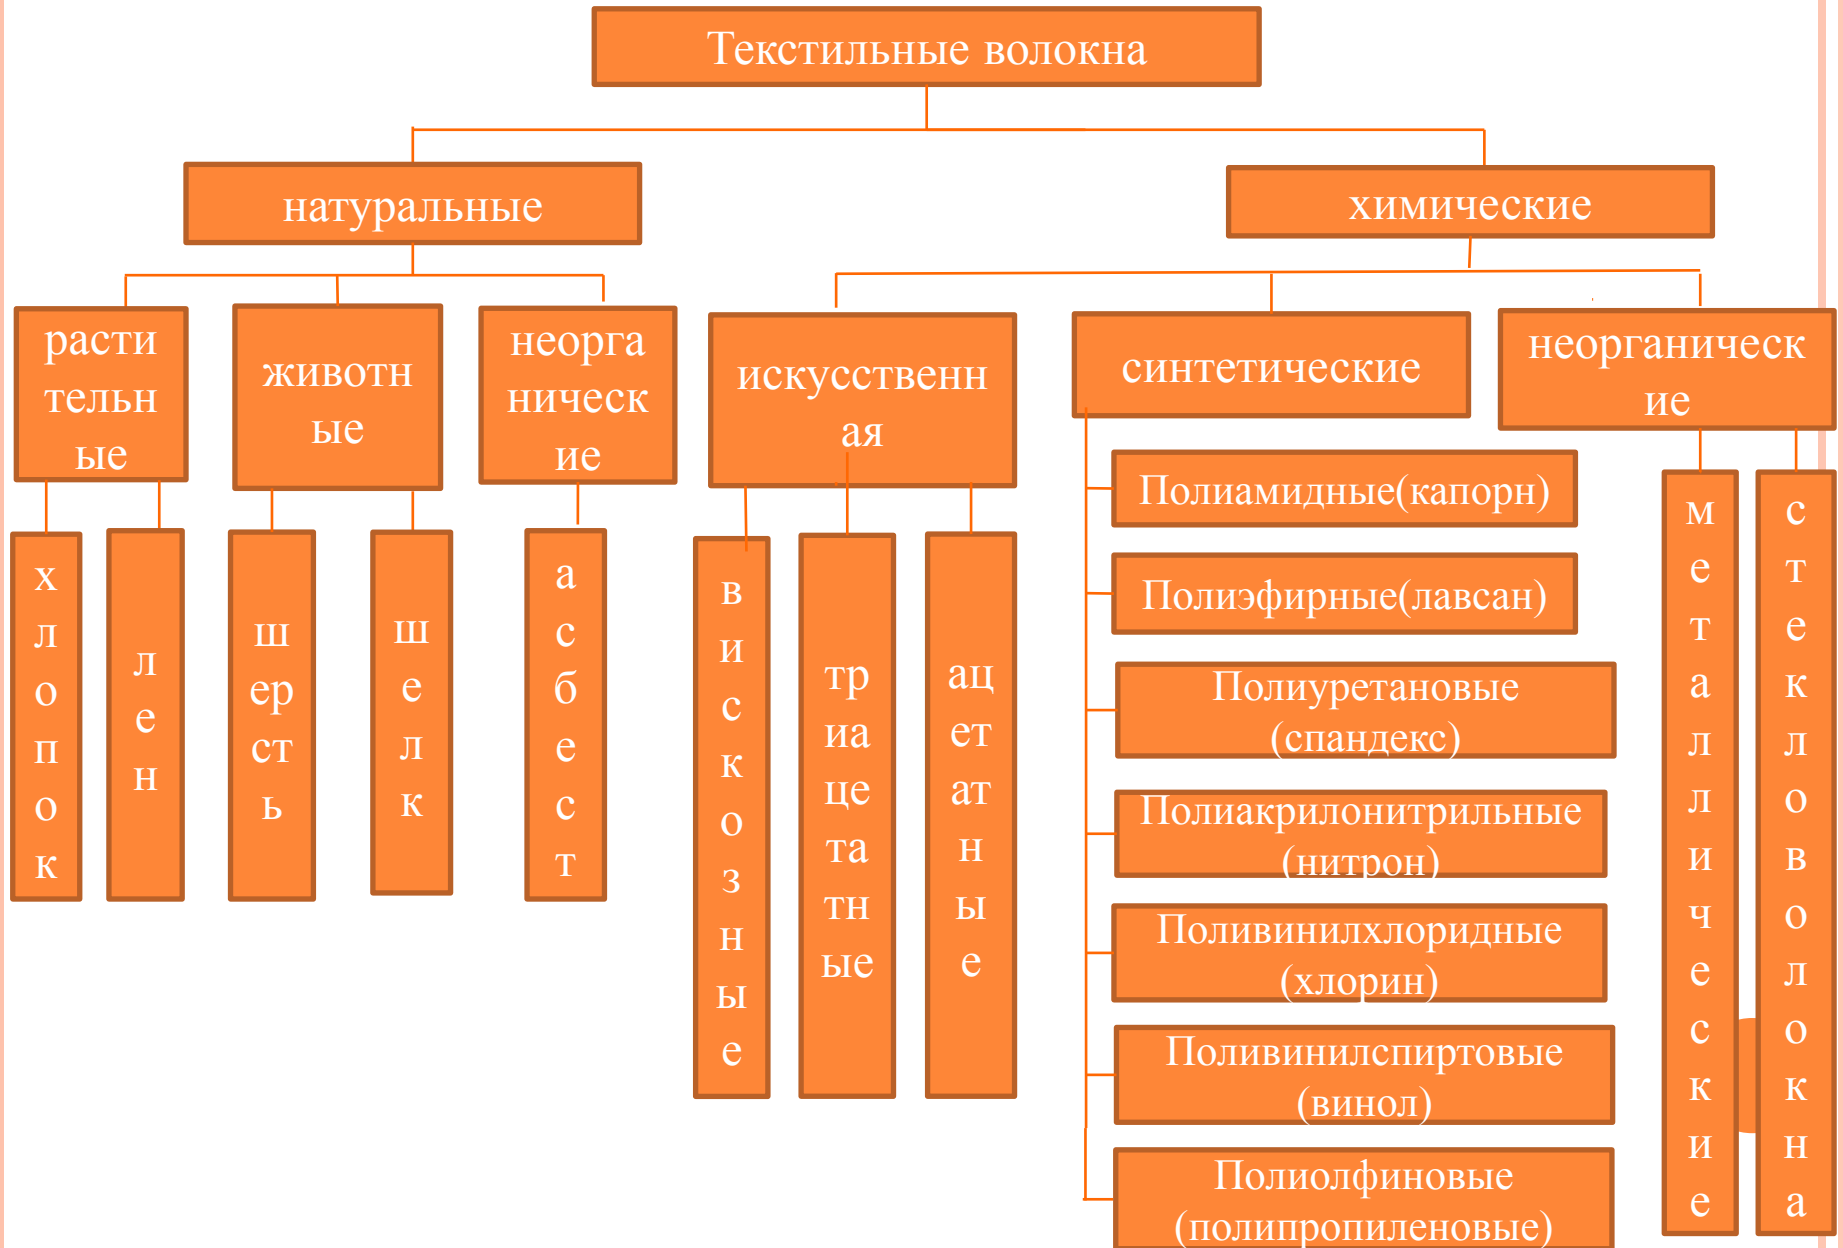 Текстильные волокна
натуральные
химические
расти
тельн
ые
животн
ые
неорга
ническ
ие
искусственн
ая
синтетические
неорганическ
ие
х
л
о
п
о
к
л
е
н
ш
ер
ст
ь
ш
е
л
к
а
с
б
е
с
т
в
и
с
к
о
з
н
ы
е
тр
иа
це
та
тн
ые
ац
ет
ат
н
ы
е
Полиамидные(капорн)
Полиэфирные(лавсан)
Полиуретановые
(спандекс)
Полиакрилонитрильные
(нитрон)
Поливинилхлоридные
(хлорин)
Поливинилспиртовые
(винол)
Полиолфиновые
(полипропиленовые)
м
е
т
а
л
л
и
ч
е
с
к
и
е
с
т
е
к
л
о
в
о
л
о
к
н
а